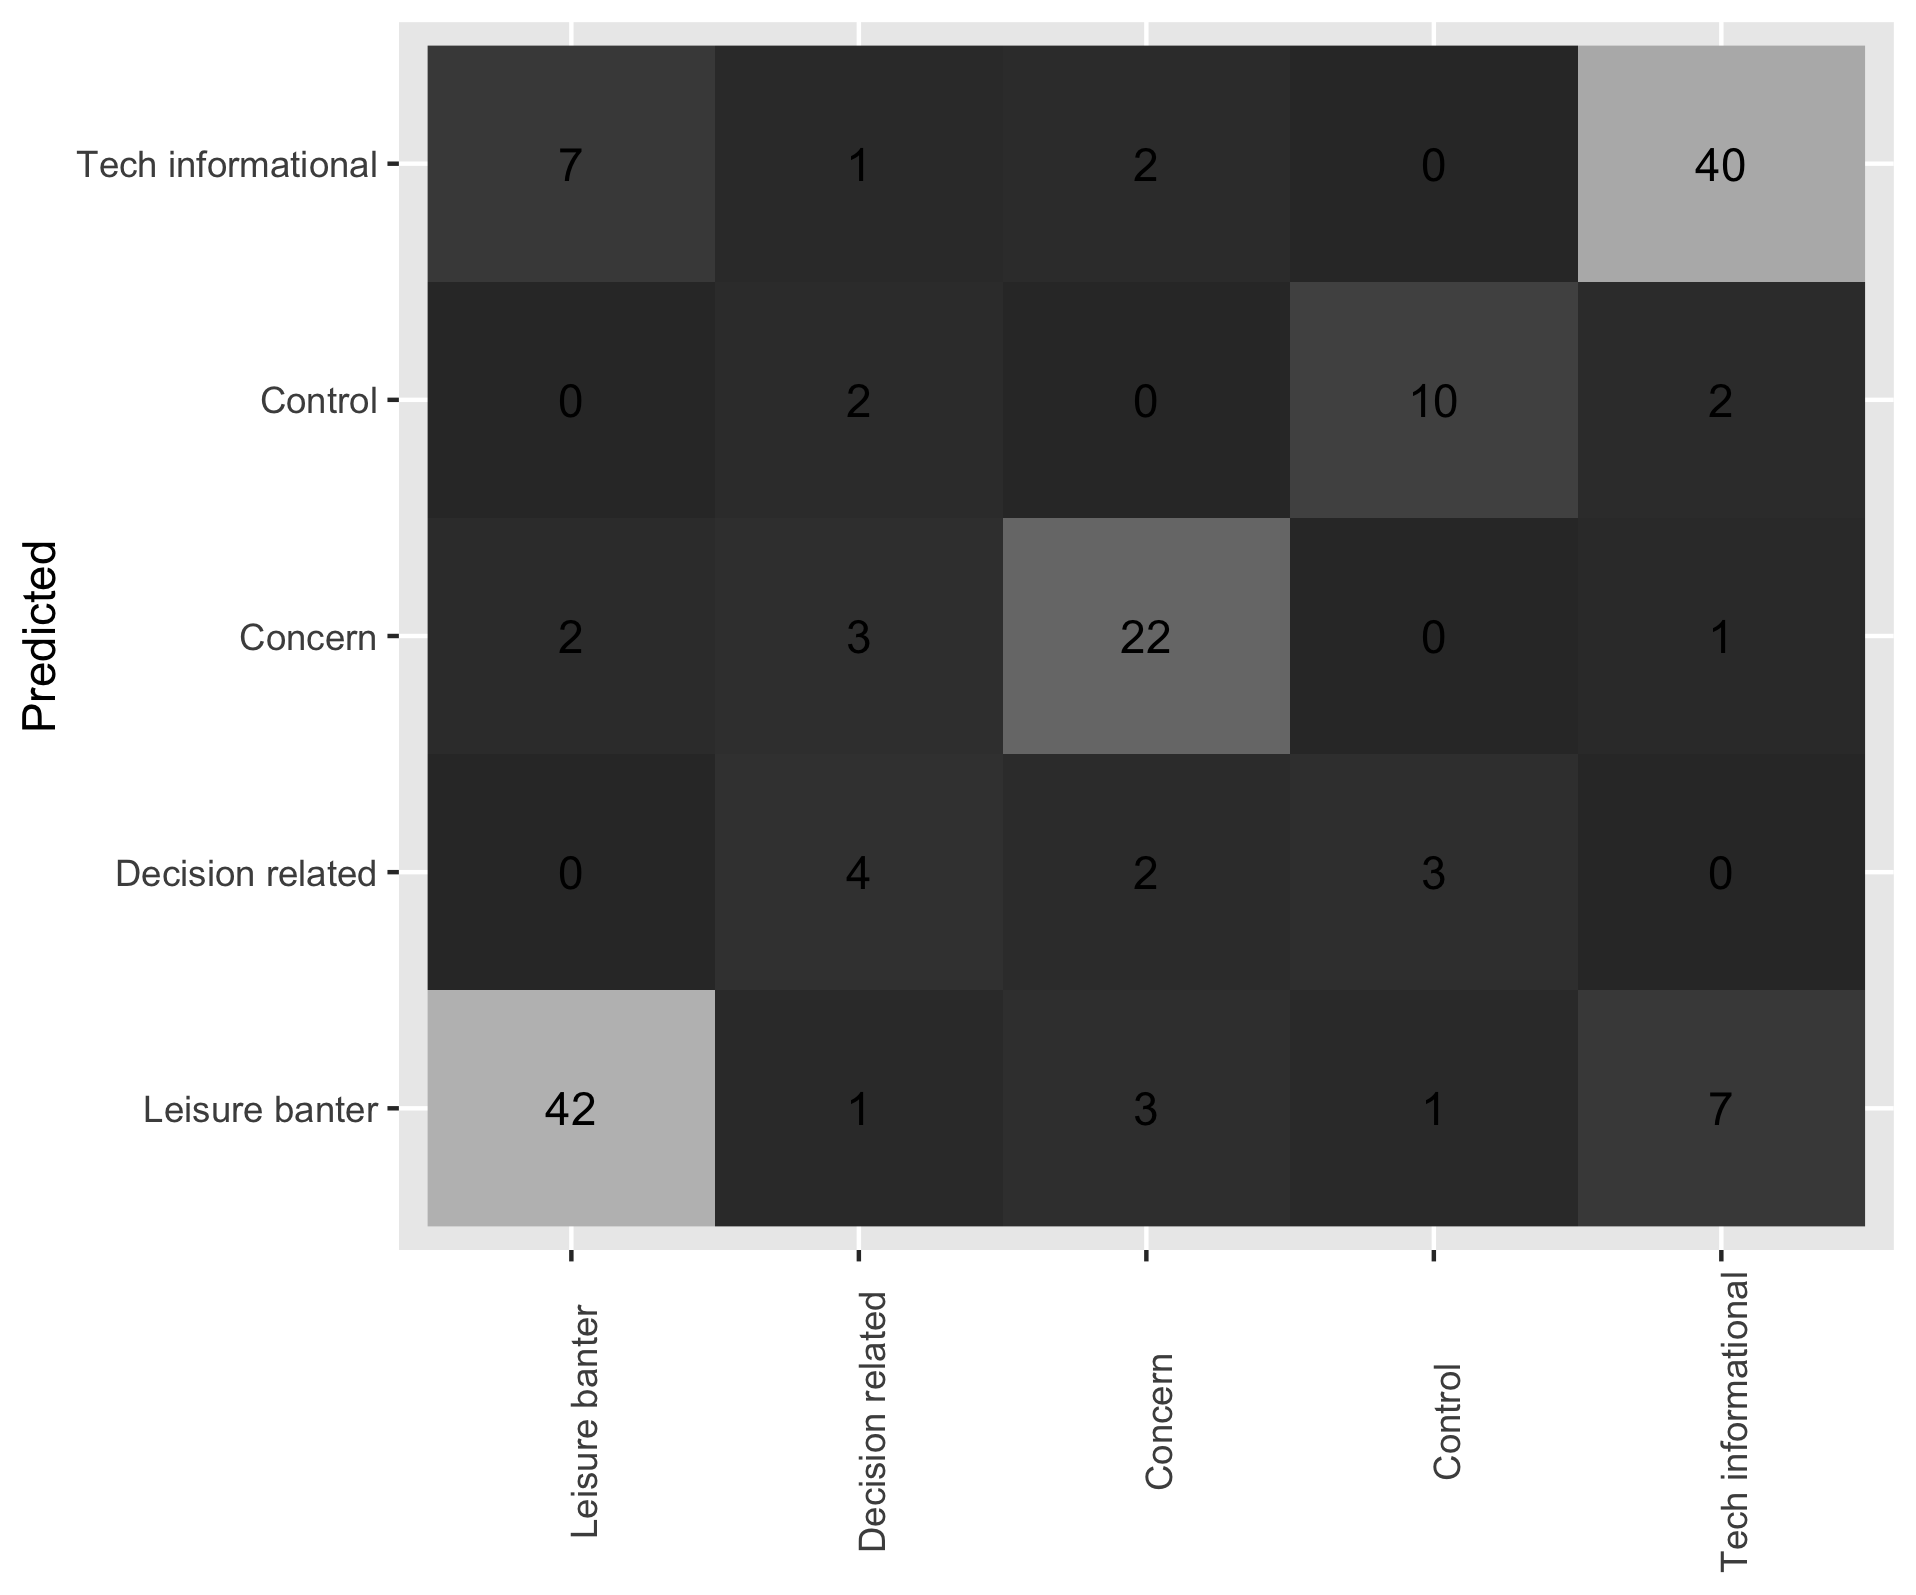 Predicted
Tech informational 7 1 2 0 40
Control 0 2 0 10 2
Concern 2 3 22 0 1
Decision related 0 4 2 3 0
Leisure banter 42 1 3 1 7
Leisure banter
Decision related
Concern
Control
Tech informational